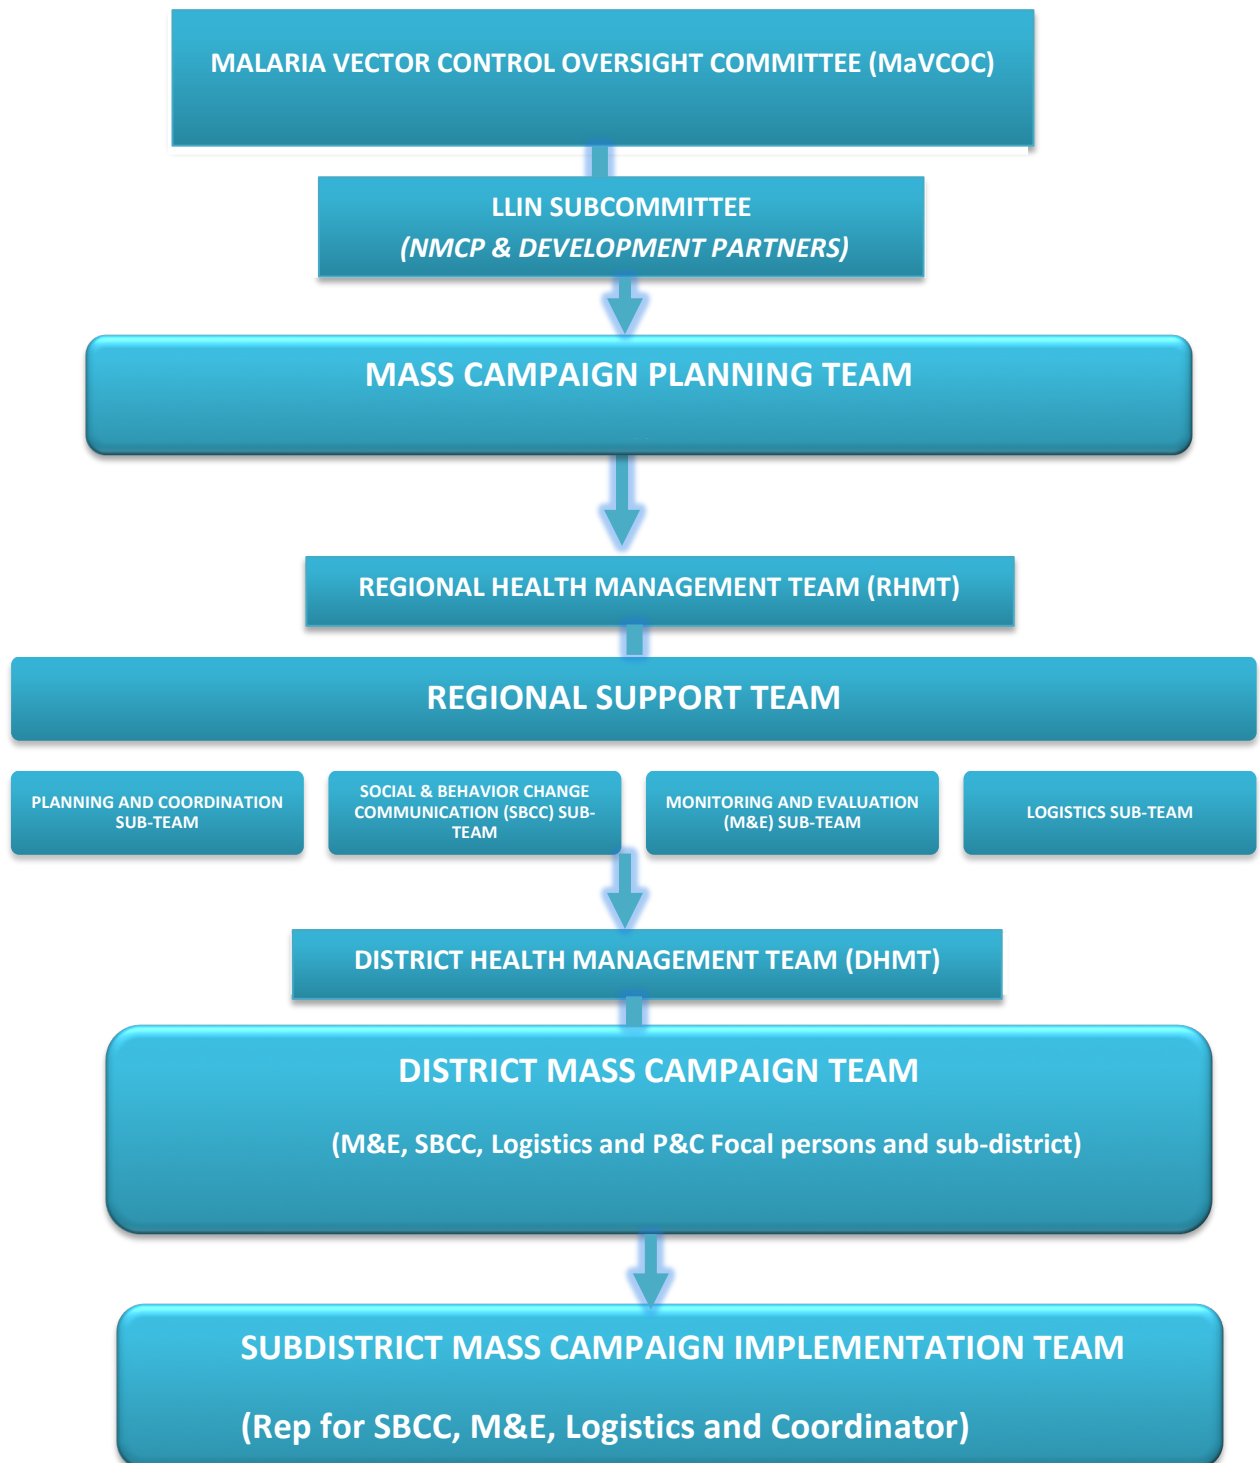 MALARIA VECTOR CONTROL OVERSIGHT COMMITTEE (MaVCOC)
LLIN SUBCOMMITTEE
(NMCP & DEVELOPMENT PARTNERS)
MASS CAMPAIGN PLANNING TEAM
REGIONAL HEALTH MANAGEMENT TEAM (RHMT)
REGIONAL SUPPORT TEAM
PLANNING AND COORDINATION
SUB-TEAM
SOCIAL & BEHAVIOR CHANGE
COMMUNICATION (SBCC) SUB-
TEAM
MONITORING AND EVALUATION
(M&E) SUB-TEAM
LOGISTICS SUB-TEAM
DISTRICT HEALTH MANAGEMENT TEAM (DHMT)
DISTRICT MASS CAMPAIGN TEAM
(M&E, SBCC, Logistics and P&C Focal persons and sub-district)
SUBDISTRICT MASS CAMPAIGN IMPLEMENTATION TEAM
(Rep for SBCC, M&E, Logistics and Coordinator)